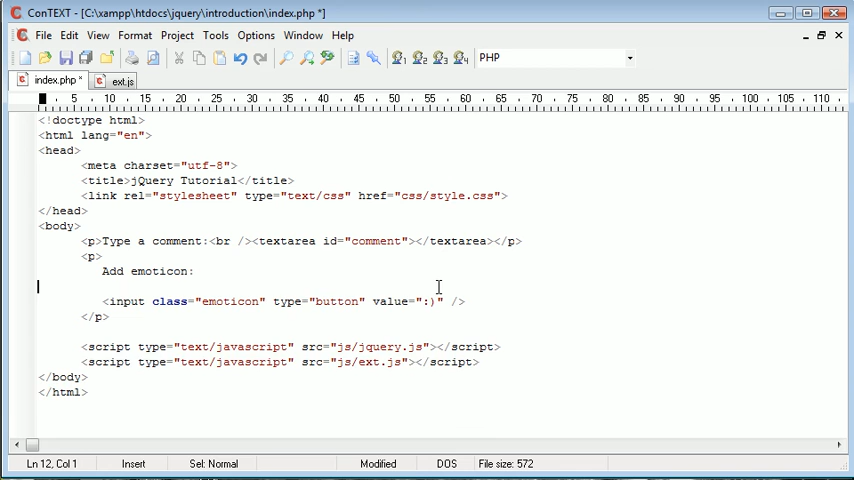 ConTEXT - [C:\xampp\htdocs\jquery\introduction\index.php *]
File Edit View Format Project Tools Options Window Help
1 2 3 4 PHP
index.php * ext.js
5 10 15 20 25 30 35 40 45 50 55 60 65 70 75 80 85 90 95 100 105 110
<!doctype html>
<html lang="en">
<head>
<meta charset="utf-8">
<title>jQuery Tutorial</title>
<link rel="stylesheet" type="text/css" href="css/style.css">
</head>
<body>
<p>Type a comment:<br /><textarea id="comment"></textarea></p>
<p>
Add emoticon:
<input class="emoticon" type="button" value=":)" />
</p>
<script type="text/javascript" src="js/jquery.js"></script>
<script type="text/javascript" src="js/ext.js"></script>
</body>
</html>
Ln 12, Col 1 Insert Sel: Normal Modified DOS File size: 572